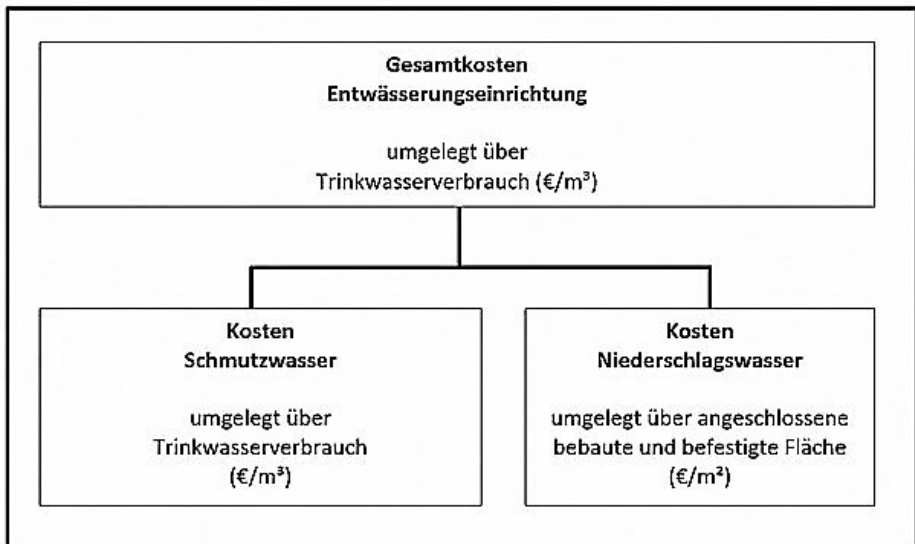 Gesamtkosten
Entwässerungseinrichtung
umgelegt über
Trinkwasserverbrauch (€/m³)
Kosten
Schmutzwasser
umgelegt über
Trinkwasserverbrauch
(€/m³)
Kosten
Niederschlagswasser
umgelegt über angeschlossene
bebaute und befestigte Fläche
(€/m²)